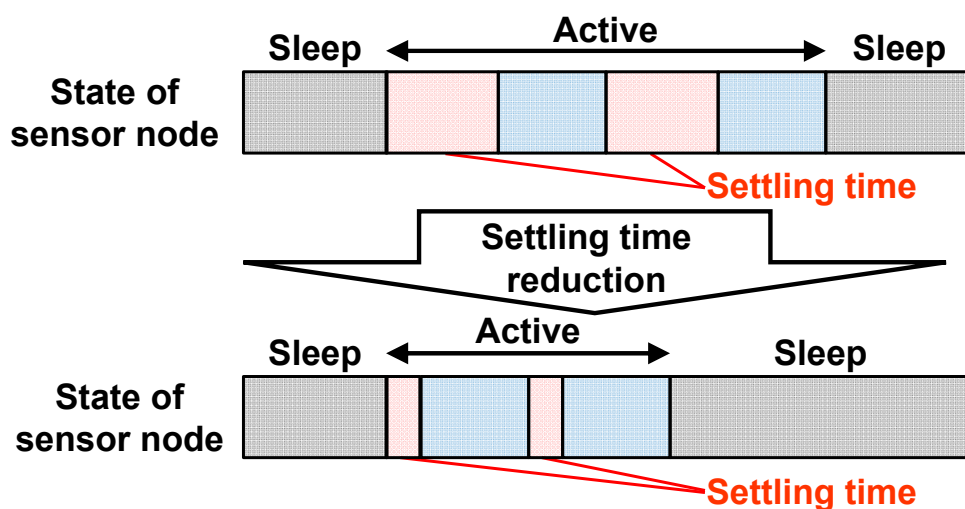 Sleep
Active
Sleep
State of
sensor node
Settling time
Settling time
reduction
Active
Sleep
Sleep
State of
sensor node
Settling time